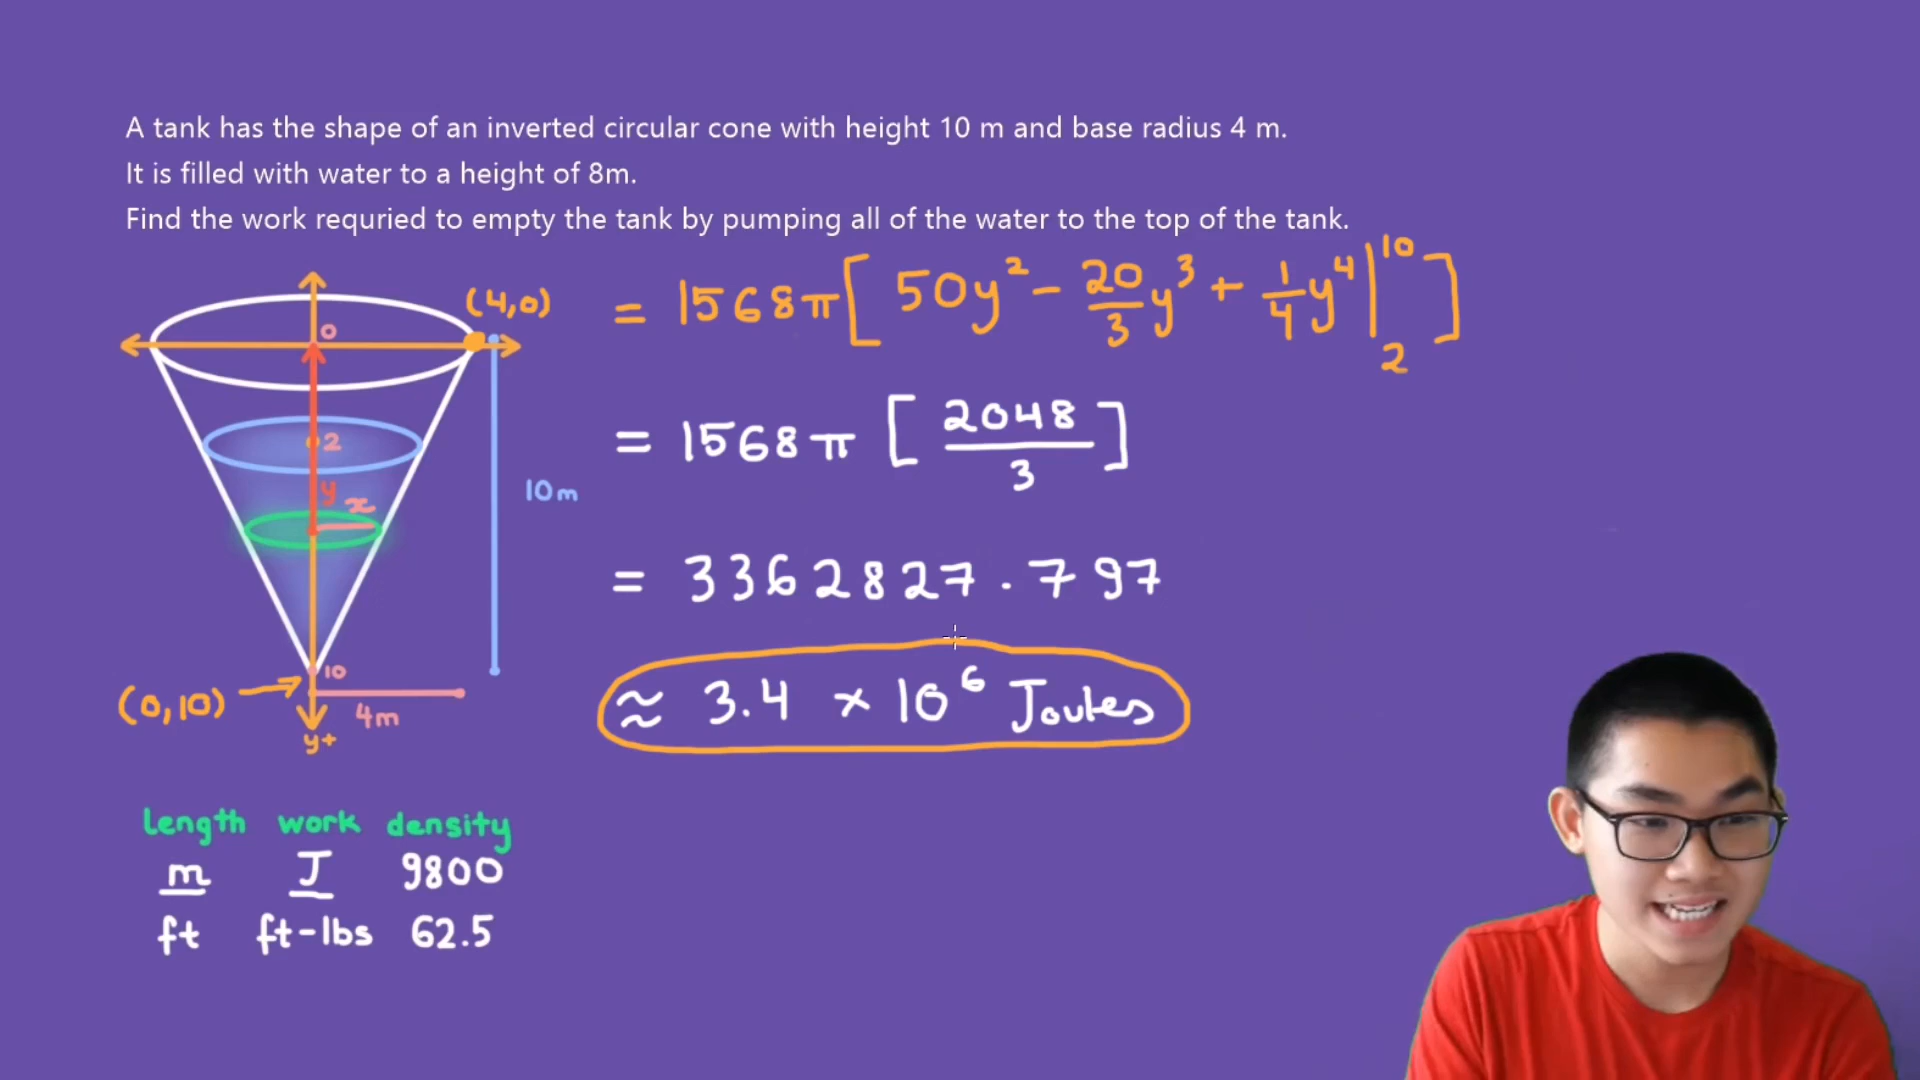 A tank has the shape of an inverted circular cone with height 10 m and base radius 4 m.
It is filled with water to a height of 8m.
Find the work requried to empty the tank by pumping all of the water to the top of the tank.
= 1568π [ 50y² - 20/3 y³ + 1/4 y⁴ |₂¹⁰ ]
= 1568π [ 2048/3 ]
= 3362827.797
≈ 3.4 × 10⁶ Joules
(4,0)
0
2
y
x
10m
10
(0,10)
4m
y+
length work density
m J 9800
ft ft-lbs 62.5